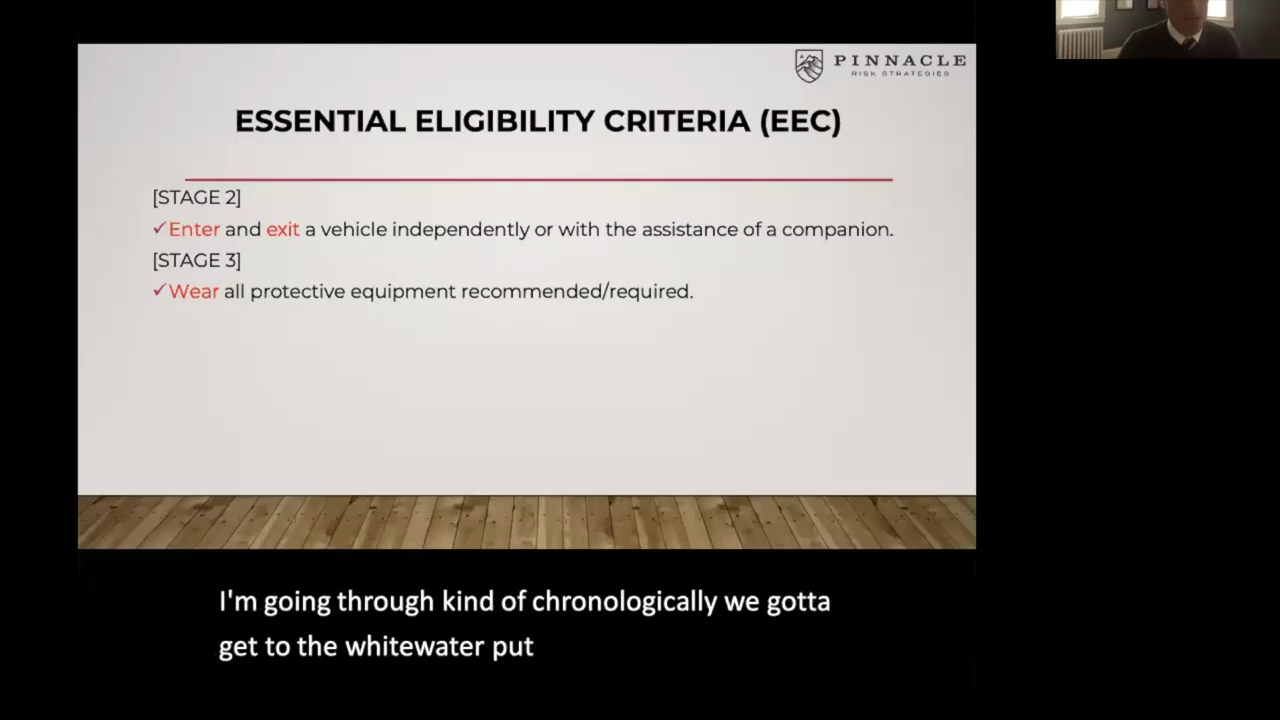 PINNACLE
RISK STRATEGIES
ESSENTIAL ELIGIBILITY CRITERIA (EEC)
[STAGE 2]
✓Enter and exit a vehicle independently or with the assistance of a companion.
[STAGE 3]
✓Wear all protective equipment recommended/required.
I'm going through kind of chronologically we gotta
get to the whitewater put